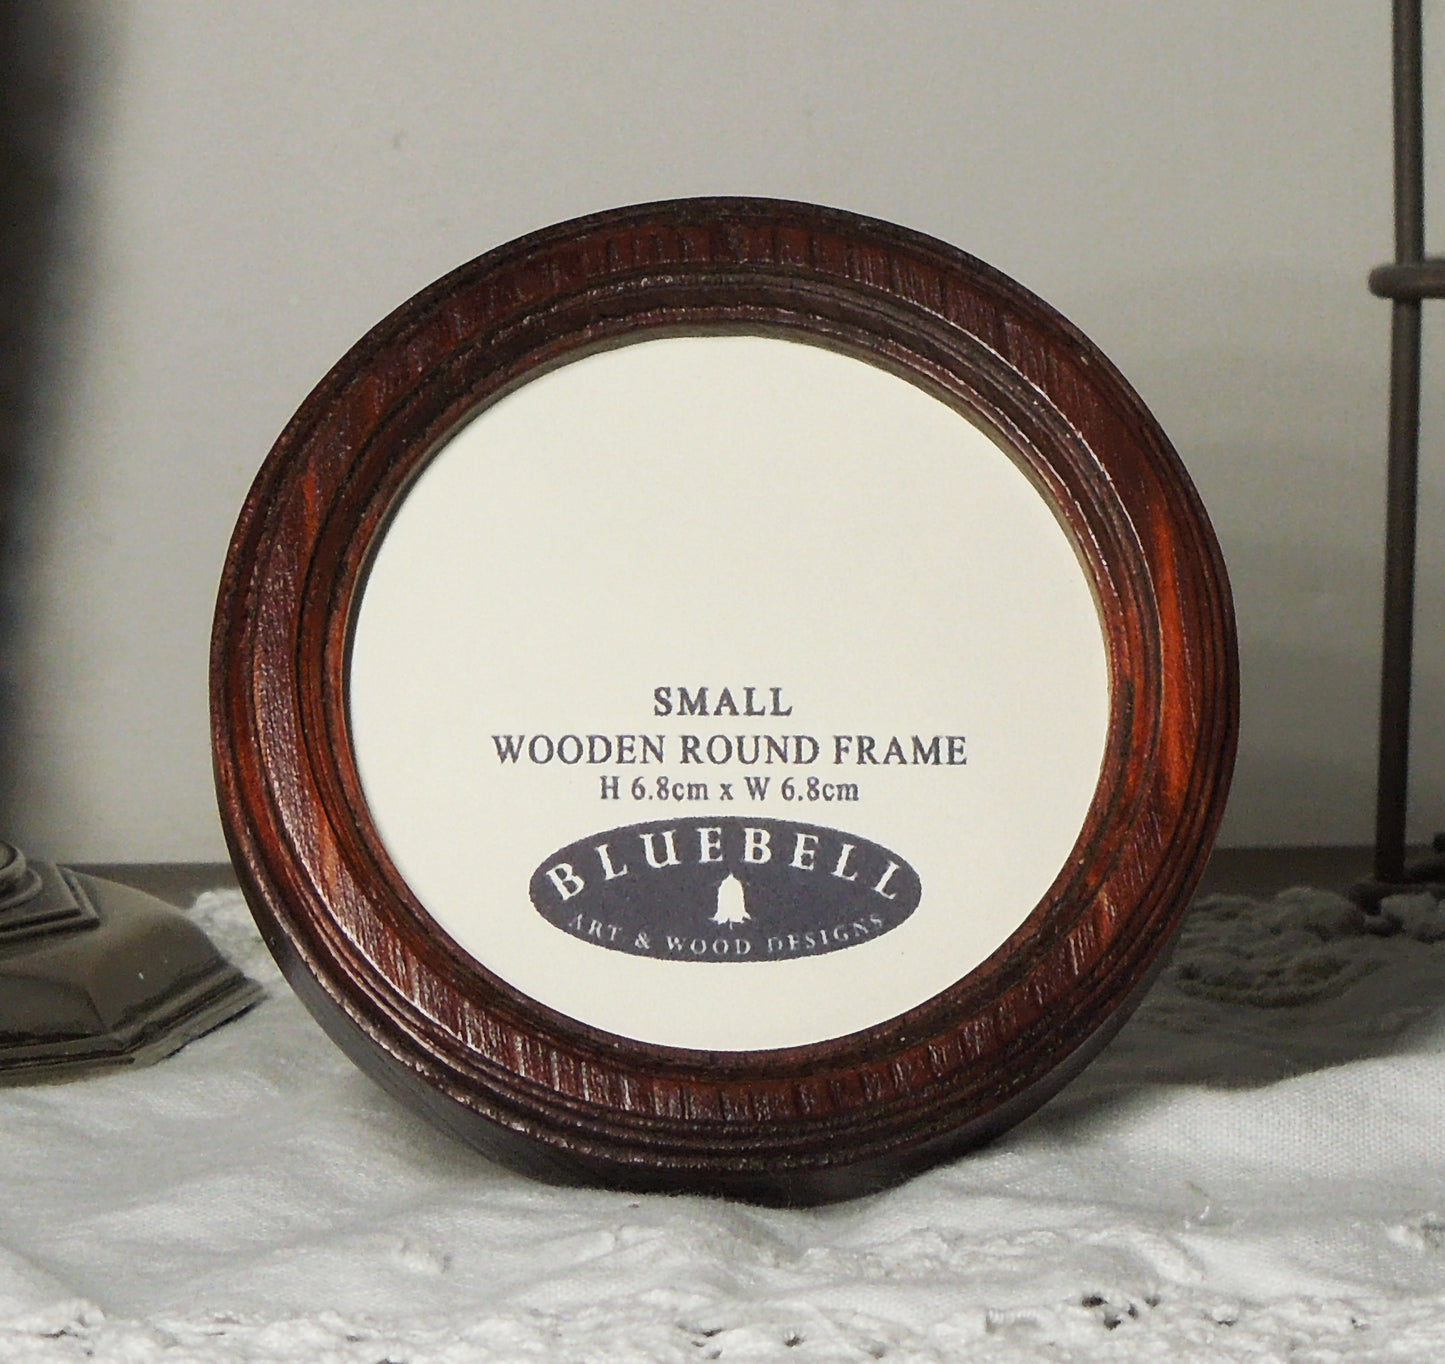 SMALL
WOODEN ROUND FRAME
H 6.8cm x W 6.8cm
BLUEBELL
ART & WOOD DESIGNS